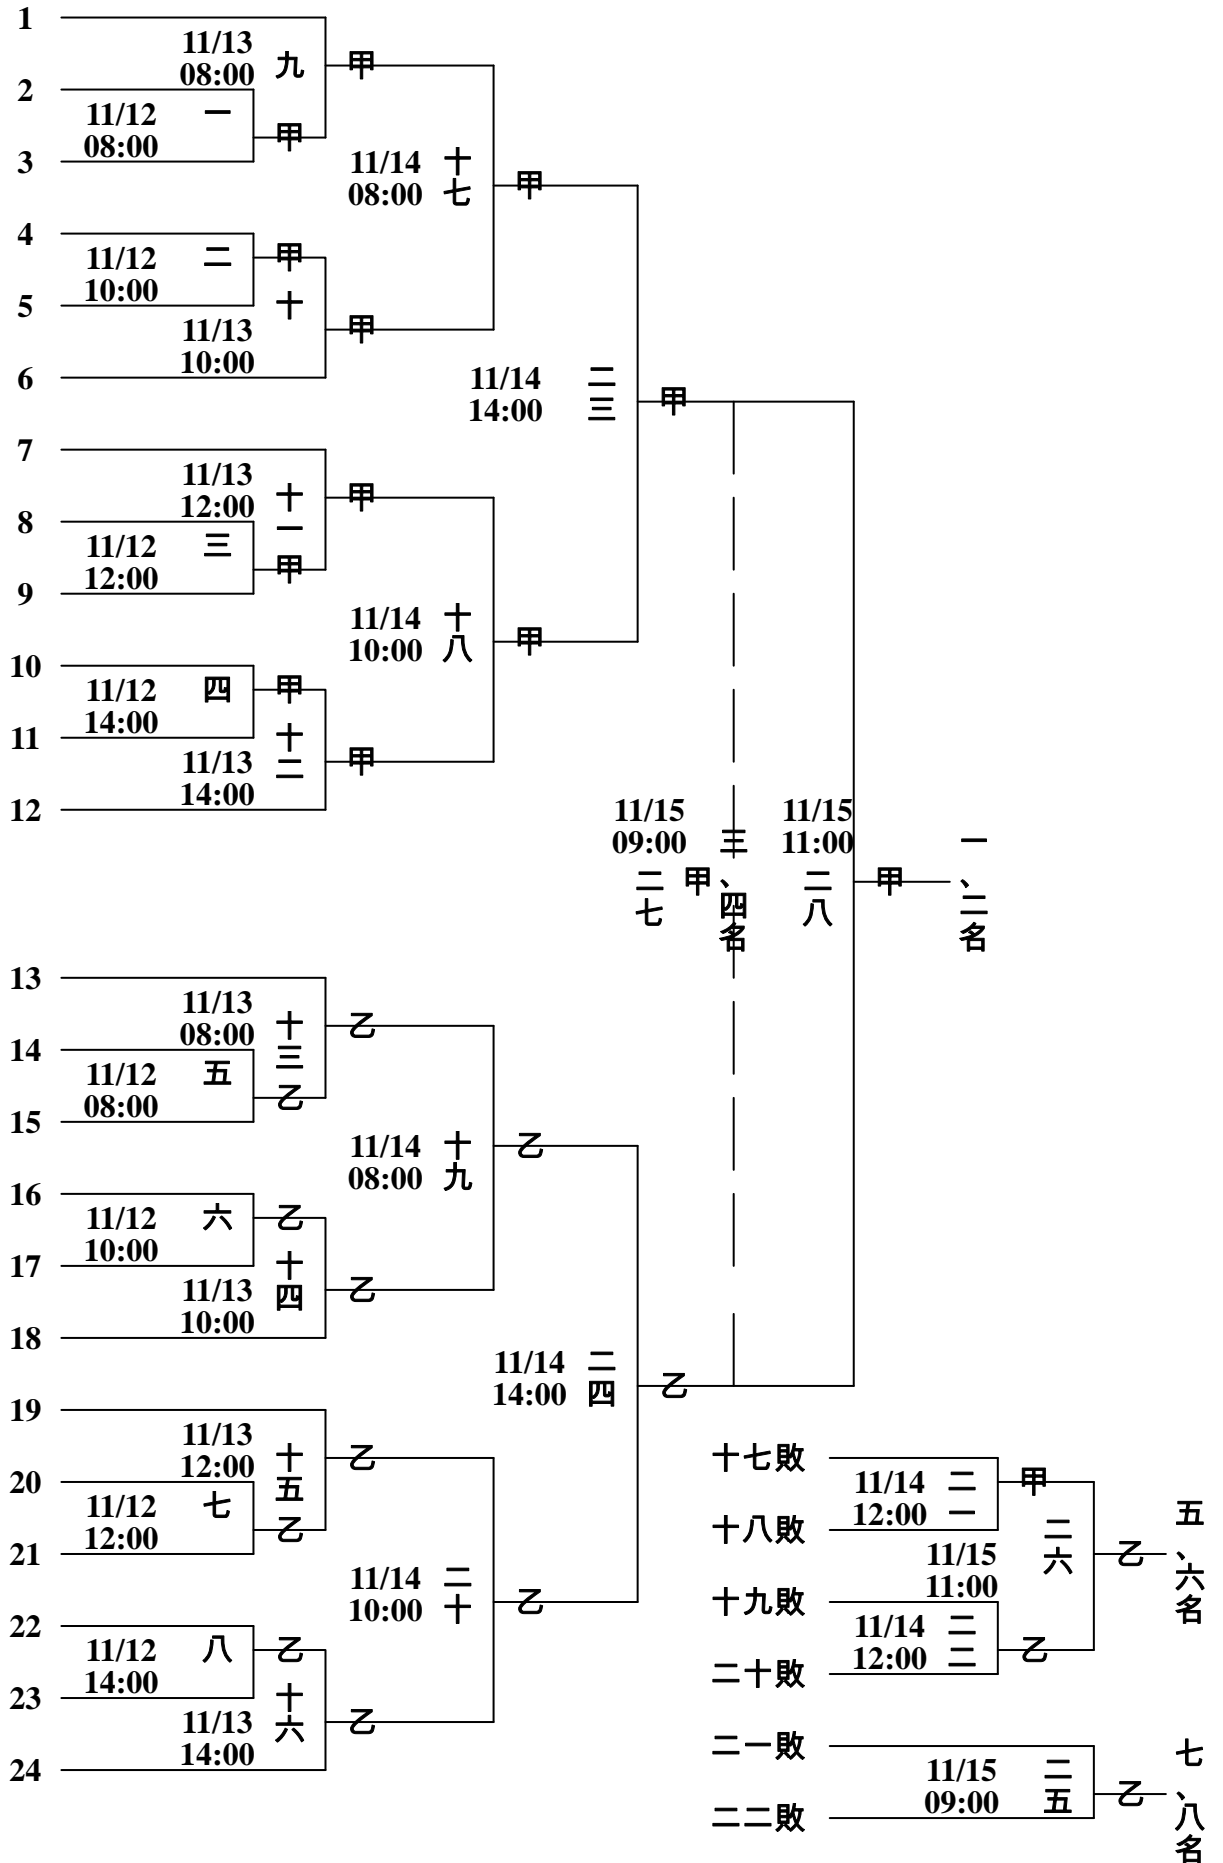 1
11/13 九 甲
08:00
2
11/12 一
08:00 甲
3
11/14 十七 甲
08:00
4
11/12 二 甲
10:00
5
十
11/13 甲
10:00
6
11/14 二三 甲
14:00
7
11/13 十一 甲
12:00
8
11/12 三
12:00 甲
9
11/14 十八 甲
10:00
10
11/12 四 甲
14:00
11
11/13 十二 甲
14:00
12
11/15
09:00
二七 甲
三、四名
11/15
11:00
二八 甲
一、二名
13
11/13 十三 乙
08:00
14
11/12 五
08:00 乙
15
11/14 十九 乙
08:00
16
11/12 六 乙
10:00
17
11/13 十四 乙
10:00
18
11/14 二四 乙
14:00
19
11/13 十五 乙
12:00
20
11/12 七
12:00 乙
21
11/14 二十 乙
10:00
22
11/12 八 乙
14:00
23
11/13 十六 乙
14:00
24
十七敗
11/14 二一 甲
12:00
十八敗
11/15 二六 乙
11:00
五、六名
十九敗
11/14 二二 乙
12:00
二十敗
二一敗
11/15 二五 乙
09:00
七、八名
二二敗